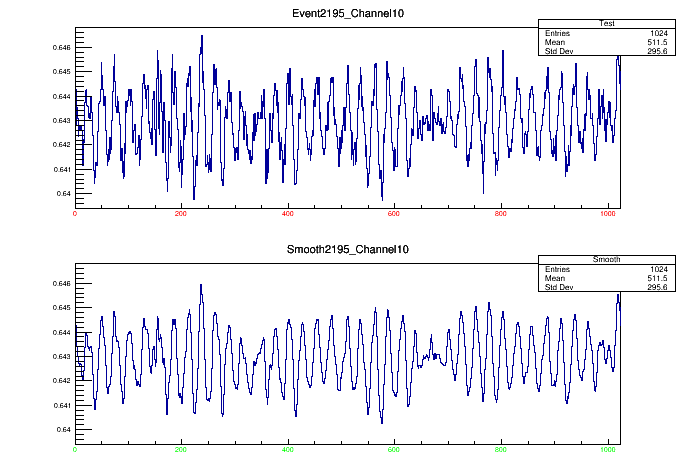 Event2195_Channel10
Test
Entries 1024
Mean 511.5
Std Dev 295.6
0.646
0.645
0.644
0.643
0.642
0.641
0.64
0 200 400 600 800 1000
Smooth2195_Channel10
Smooth
Entries 1024
Mean 511.5
Std Dev 295.6
0.646
0.645
0.644
0.643
0.642
0.641
0.64
0 200 400 600 800 1000